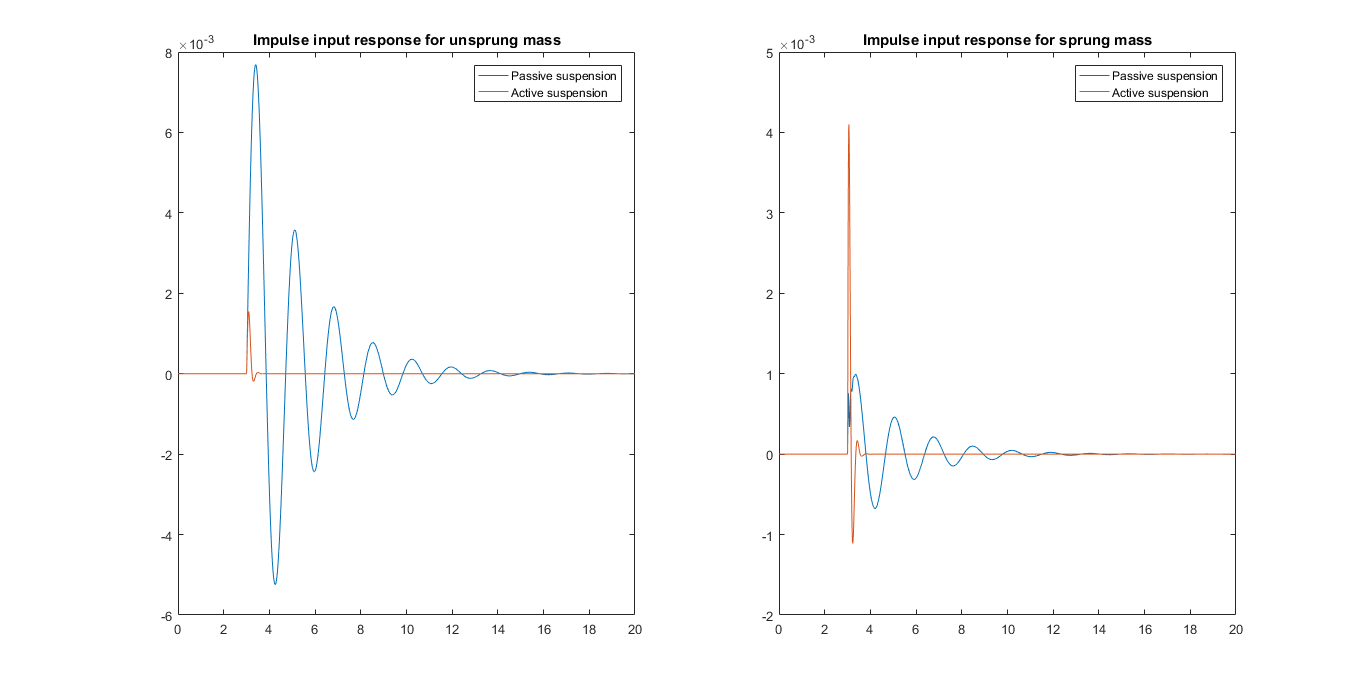 Impulse input response for unsprung mass
×10-3
8
6
4
2
0
-2
-4
-6
0 2 4 6 8 10 12 14 16 18 20
Passive suspension
Active suspension
Impulse input response for sprung mass
×10-3
5
4
3
2
1
0
-1
-2
0 2 4 6 8 10 12 14 16 18 20
Passive suspension
Active suspension